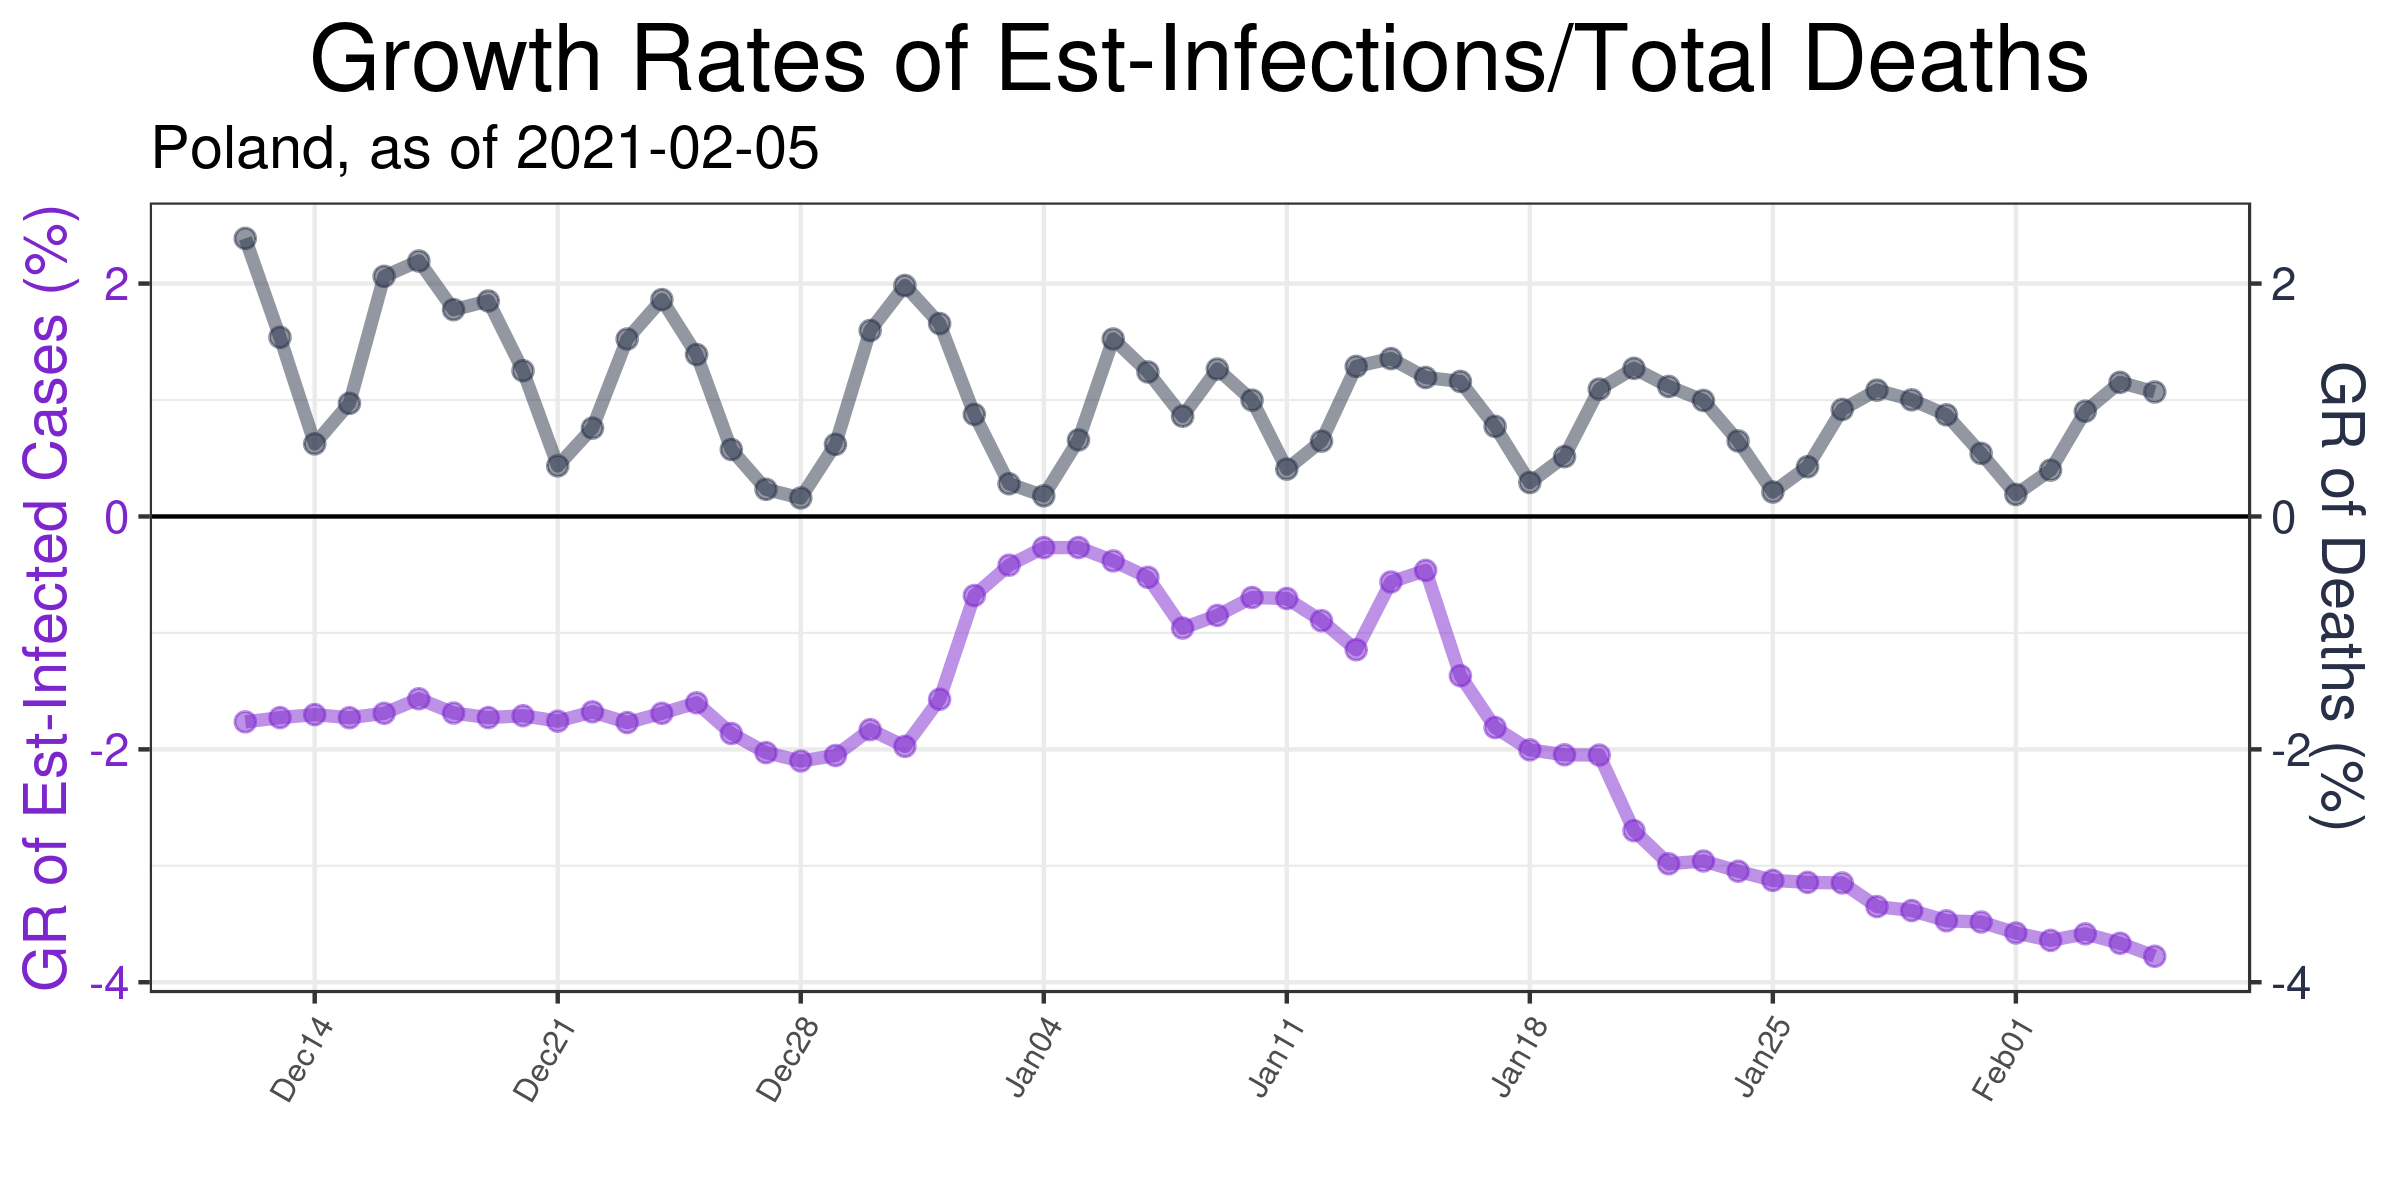 Growth Rates of Est-Infections/Total Deaths
Poland, as of 2021-02-05
GR of Est-Infected Cases (%)
2
0
-2
-4
2
0
-2
-4
GR of Deaths (%)
Dec14
Dec21
Dec28
Jan04
Jan11
Jan18
Jan25
Feb01